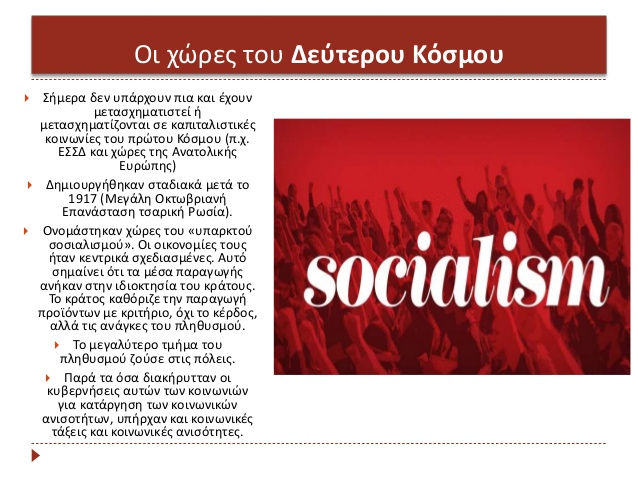 Οι χώρες του Δεύτερου Κόσμου
Σήμερα δεν υπάρχουν πια και έχουν
μετασχηματιστεί ή
μετασχηματίζονται σε καπιταλιστικές
κοινωνίες του πρώτου Κόσμου (π.χ.
ΕΣΣΔ και χώρες της Ανατολικής
Ευρώπης)
Δημιουργήθηκαν σταδιακά μετά το
1917 (Μεγάλη Οκτωβριανή
Επανάσταση τσαρική Ρωσία).
Ονομάστηκαν χώρες του «υπαρκτού
σοσιαλισμού». Οι οικονομίες τους
ήταν κεντρικά σχεδιασμένες. Αυτό
σημαίνει ότι τα μέσα παραγωγής
ανήκαν στην ιδιοκτησία του κράτους.
Το κράτος καθόριζε την παραγωγή
προϊόντων με κριτήριο, όχι το κέρδος,
αλλά τις ανάγκες του πληθυσμού.
Το μεγαλύτερο τμήμα του
πληθυσμού ζούσε στις πόλεις.
Παρά τα όσα διακήρυτταν οι
κυβερνήσεις αυτών των κοινωνιών
για κατάργηση των κοινωνικών
ανισοτήτων, υπήρχαν και κοινωνικές
τάξεις και κοινωνικές ανισότητες.
socialism